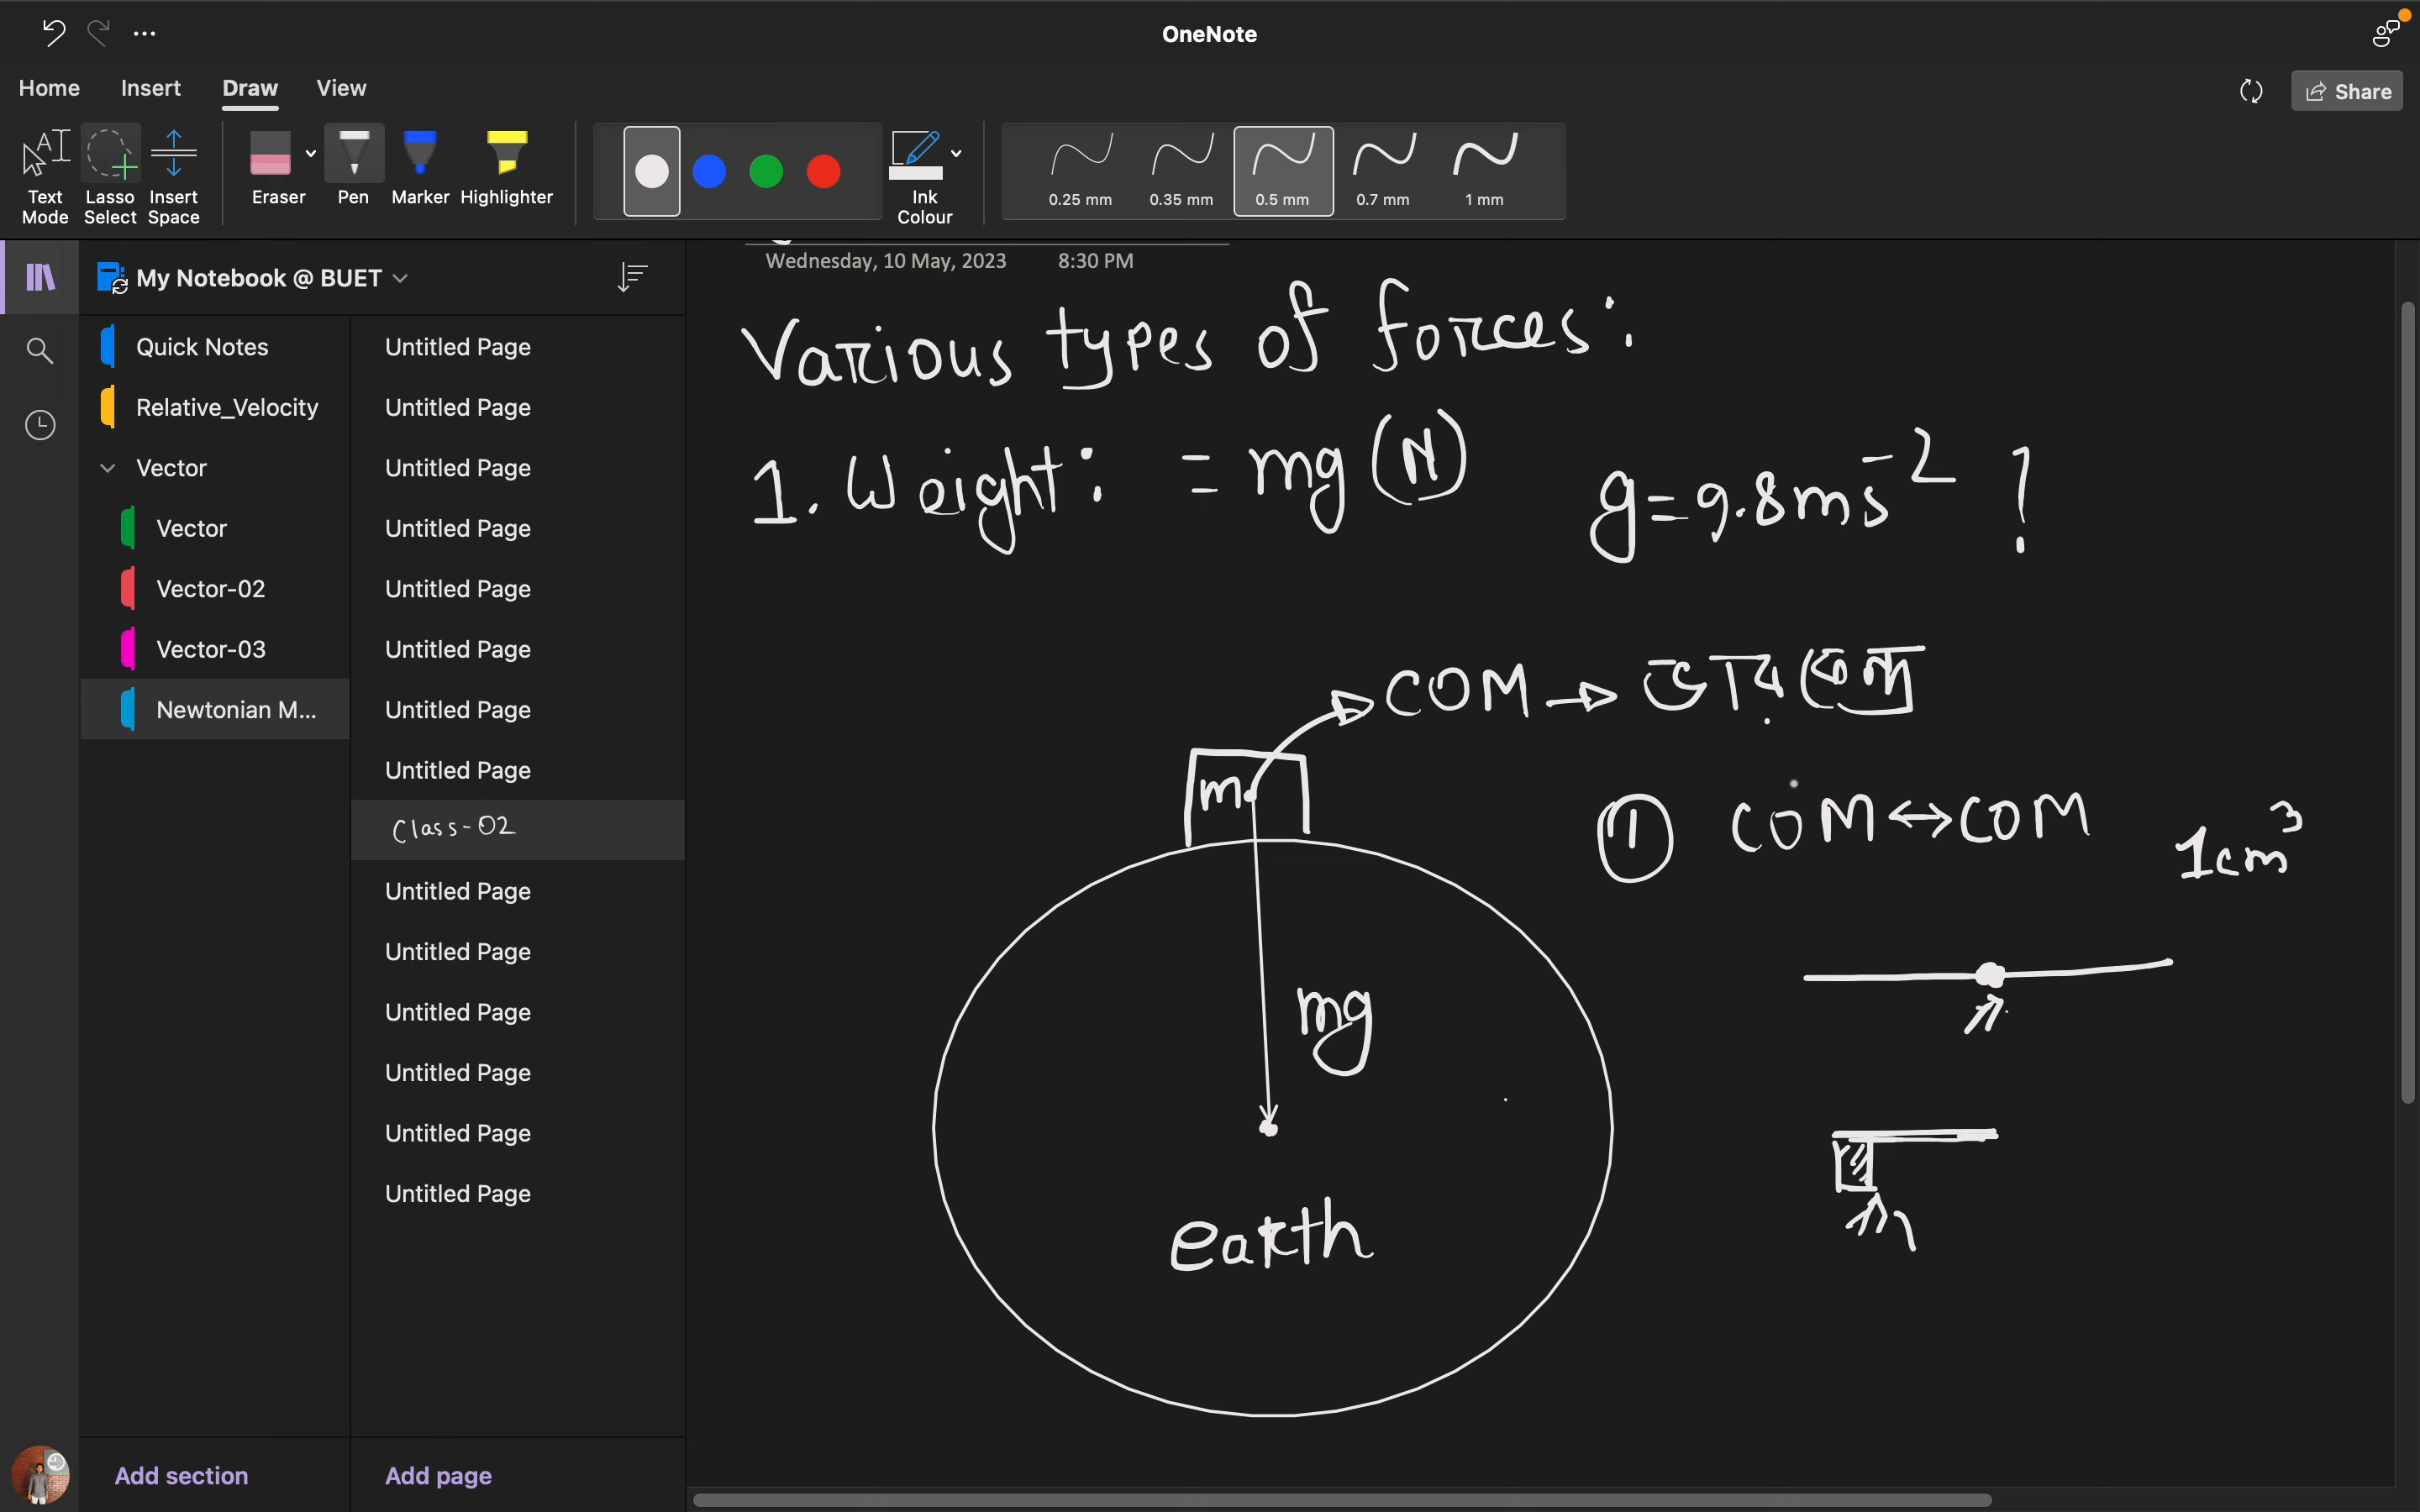 OneNote
Home Insert Draw View
Share
Text Mode
Lasso Select
Insert Space
Eraser
Pen
Marker
Highlighter
Ink Colour
0.25 mm
0.35 mm
0.5 mm
0.7 mm
1 mm
My Notebook @ BUET
Quick Notes
Relative_Velocity
Vector
Vector
Vector-02
Vector-03
Newtonian M...
Add section
Untitled Page
Untitled Page
Untitled Page
Untitled Page
Untitled Page
Untitled Page
Untitled Page
Untitled Page
Class-02
Untitled Page
Untitled Page
Untitled Page
Untitled Page
Untitled Page
Untitled Page
Add page
Wednesday, 10 May, 2023 8:30 PM
Various types of forces:
1. Weight: = mg (N) g=9.8ms⁻² !
COM →
m
① COM ↔ COM
1cm³
mg
earth